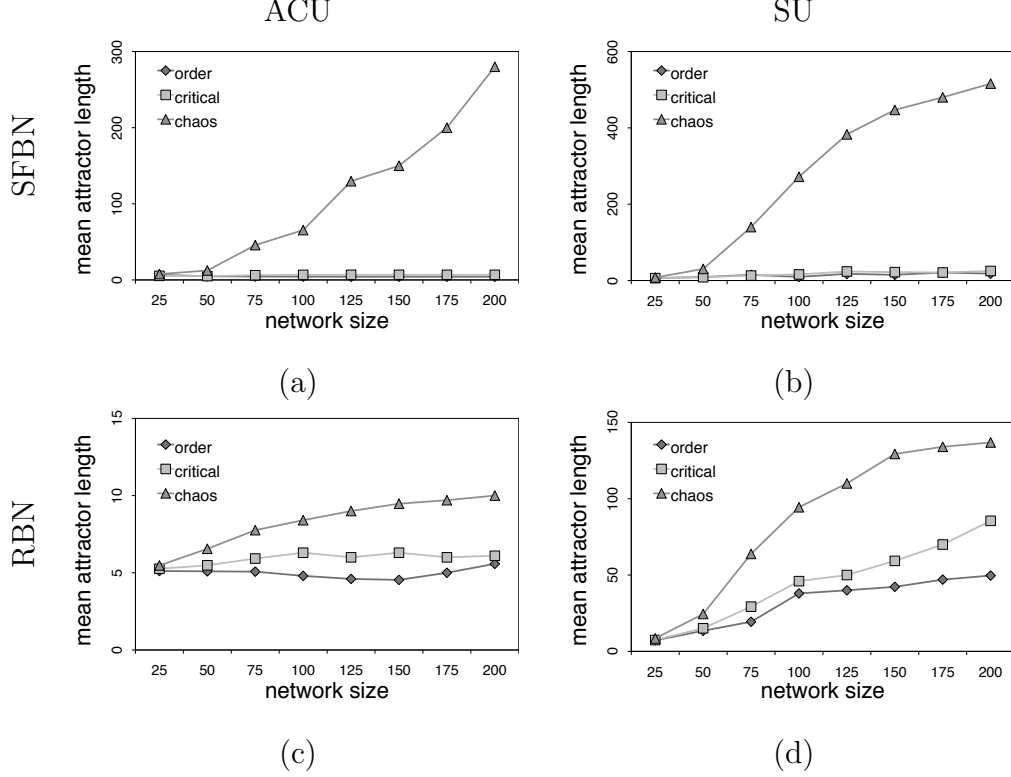 ACU
SU
SFBN
mean attractor length
0 100 200 300
order
critical
chaos
25 50 75 100 125 150 175 200
network size
(a)
mean attractor length
0 200 400 600
order
critical
chaos
25 50 75 100 125 150 175 200
network size
(b)
RBN
mean attractor length
0 5 10 15
order
critical
chaos
25 50 75 100 125 150 175 200
network size
(c)
mean attractor length
0 50 100 150
order
critical
chaos
25 50 75 100 125 150 175 200
network size
(d)